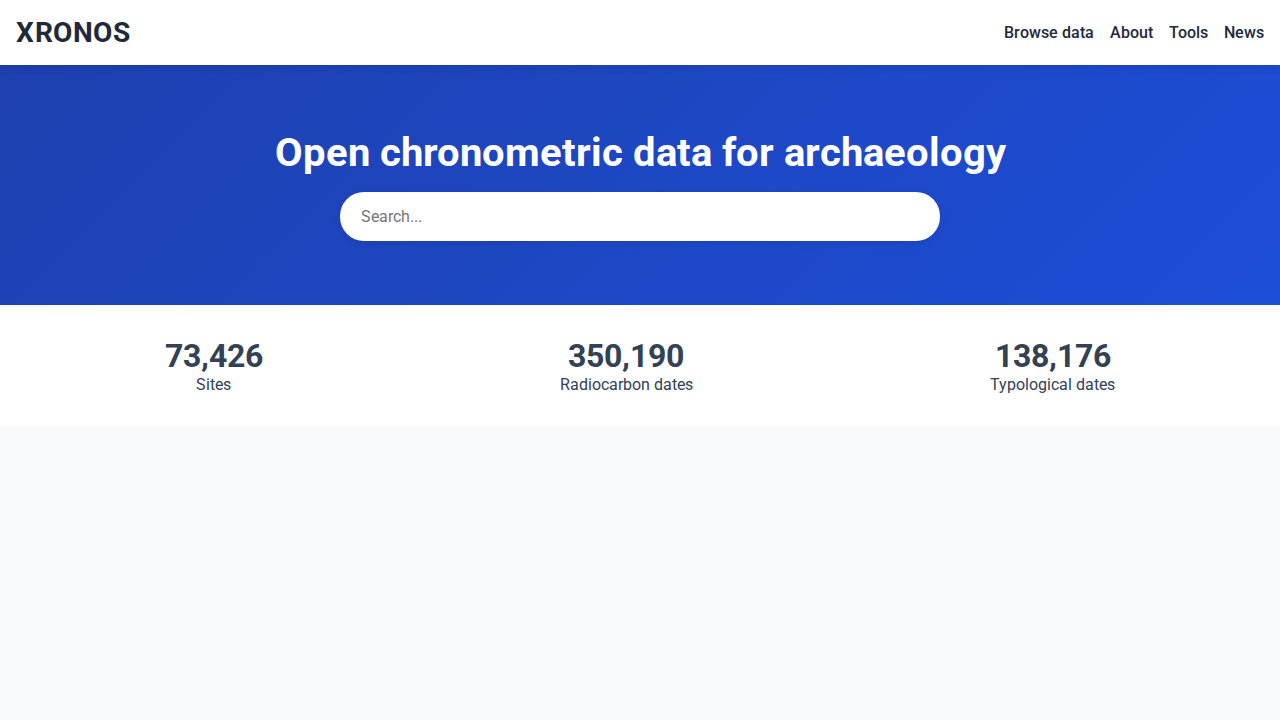 XRONOS
Browse data About Tools News
Open chronometric data for archaeology
Search...
73,426
Sites
350,190
Radiocarbon dates
138,176
Typological dates